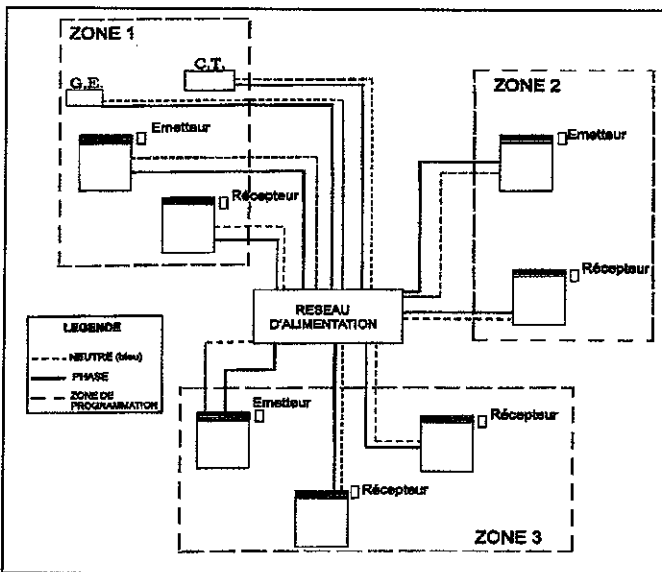 ZONE 1
C.T.
G.E.
Emetteur
Récepteur
ZONE 2
Emetteur
Récepteur
RESEAU
D'ALIMENTATION
LEGENDE
NEUTRE (bleu)
PHASE
ZONE DE
PROGRAMMATION
Emetteur
Récepteur
Récepteur
ZONE 3